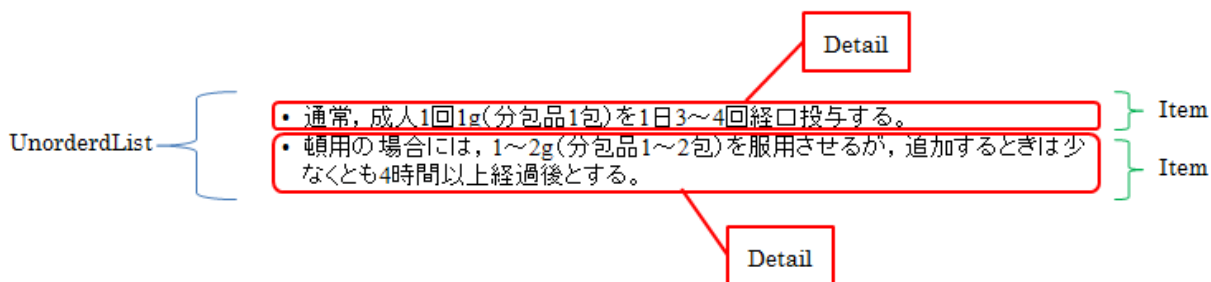 Detail
• 通常，成人1回1g(分包品1包)を1日3～4回経口投与する。
Item
UnorderdList
• 頓用の場合には，1～2g(分包品1～2包)を服用させるが，追加するときは少
なくとも4時間以上経過後とする。
Item
Detail